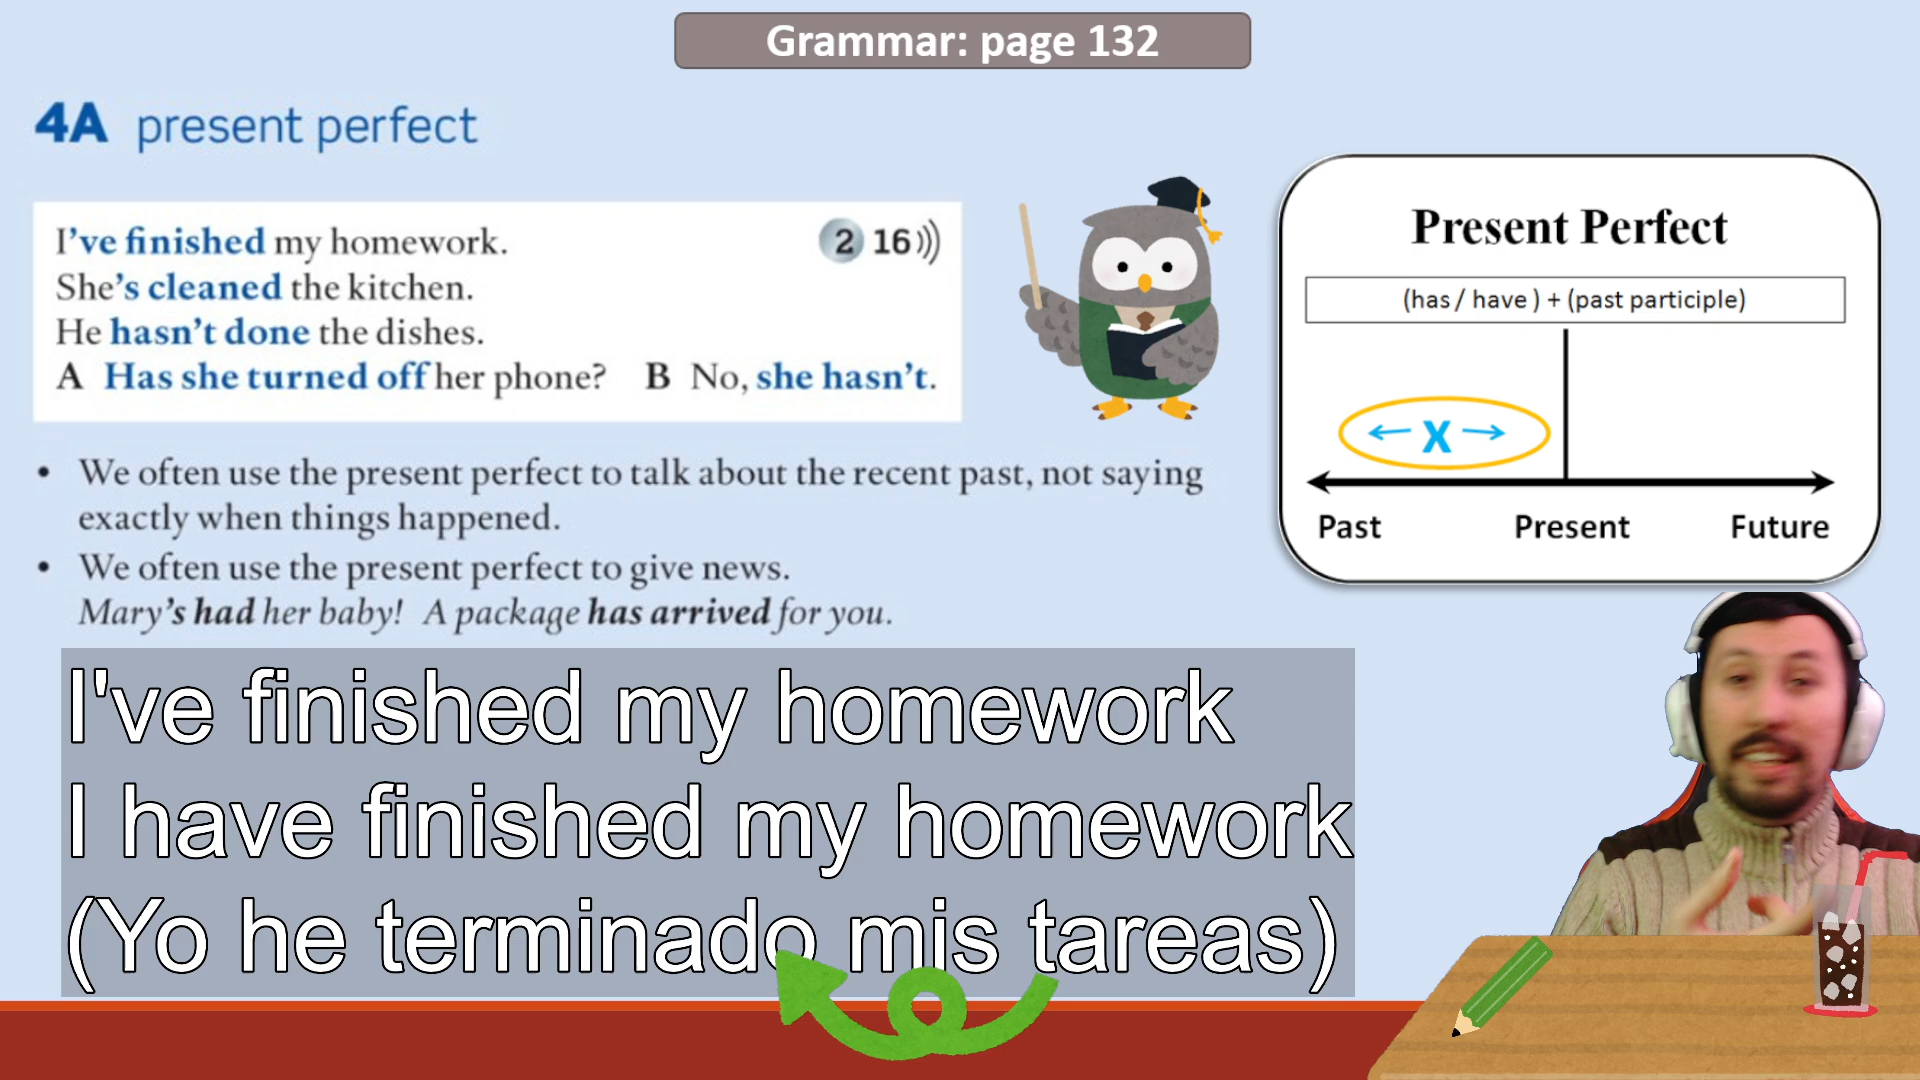 Grammar: page 132
4A present perfect
I've finished my homework.
2 16
She's cleaned the kitchen.
He hasn't done the dishes.
A Has she turned off her phone? B No, she hasn't.
• We often use the present perfect to talk about the recent past, not saying
exactly when things happened.
• We often use the present perfect to give news.
Mary's had her baby! A package has arrived for you.
Present Perfect
(has / have ) + (past participle)
X
Past Present Future
I've finished my homework
I have finished my homework
(Yo he terminado mis tareas)